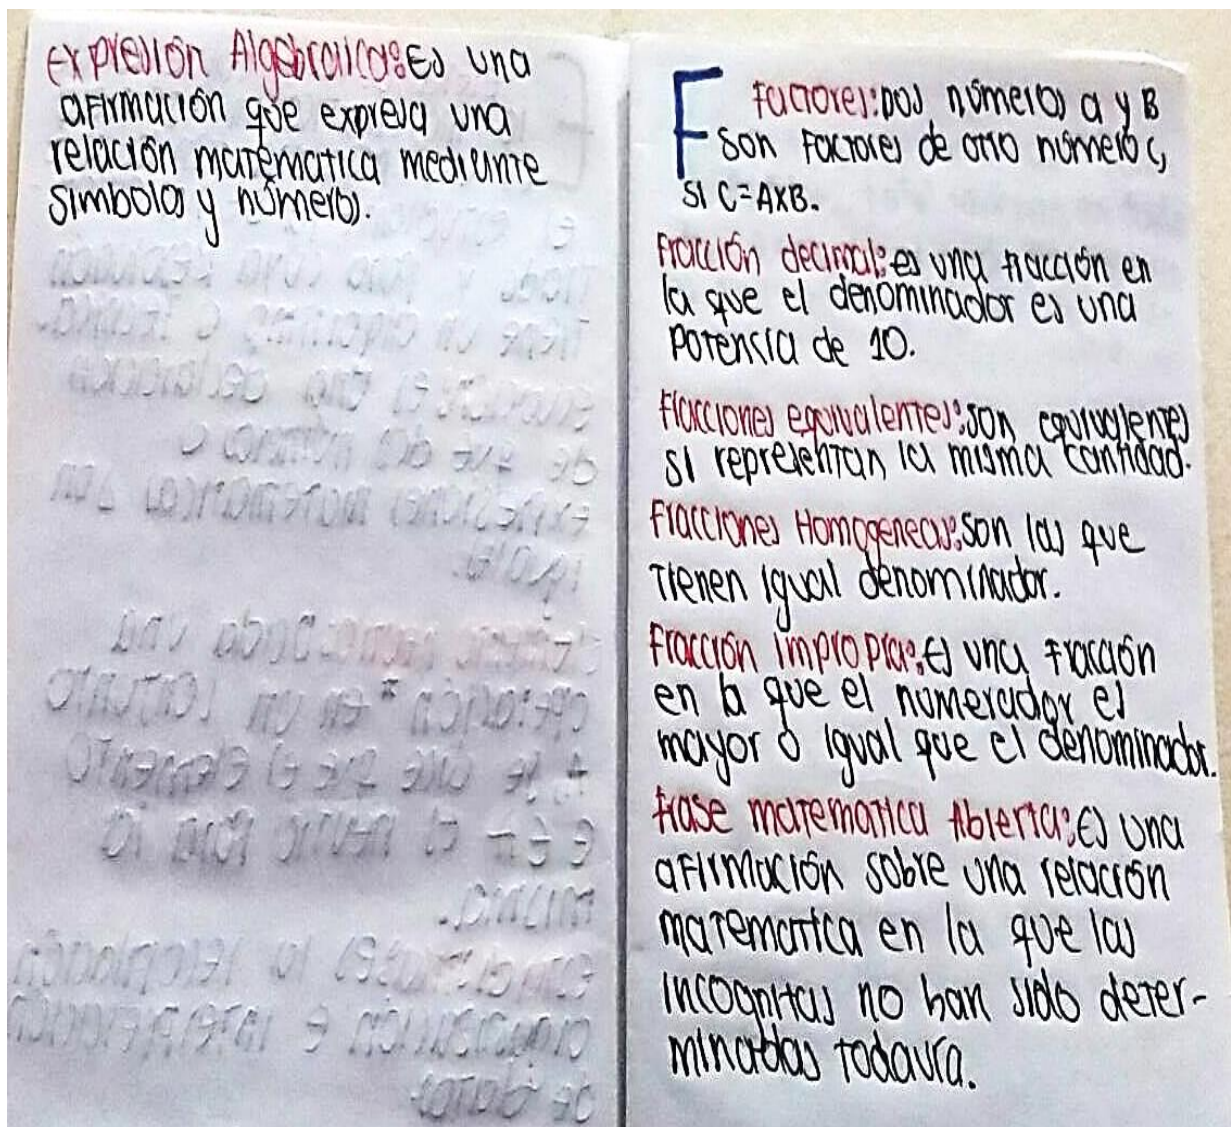 Expresión Algebraica: Es una
afirmación que expresa una
relación matemática mediante
simbolos y números.
F
Factores: Dos números a y B
son Factores de otro número c,
si C=AXB.
Fracción decimal: es una fracción en
la que el denominador es una
Potencia de 10.
Fracciones equivalentes: son equivalentes
si representan la misma cantidad.
Fracciones Homogeneas: son las que
Tienen igual denominador.
Fracción impropia: es una Fracción
en la que el numerador es
mayor o igual que el denominador.
Frase matematica Abierta: es una
afirmación sobre una relación
matematica en la que las
incognitas no han sido deter-
minadas todavía.